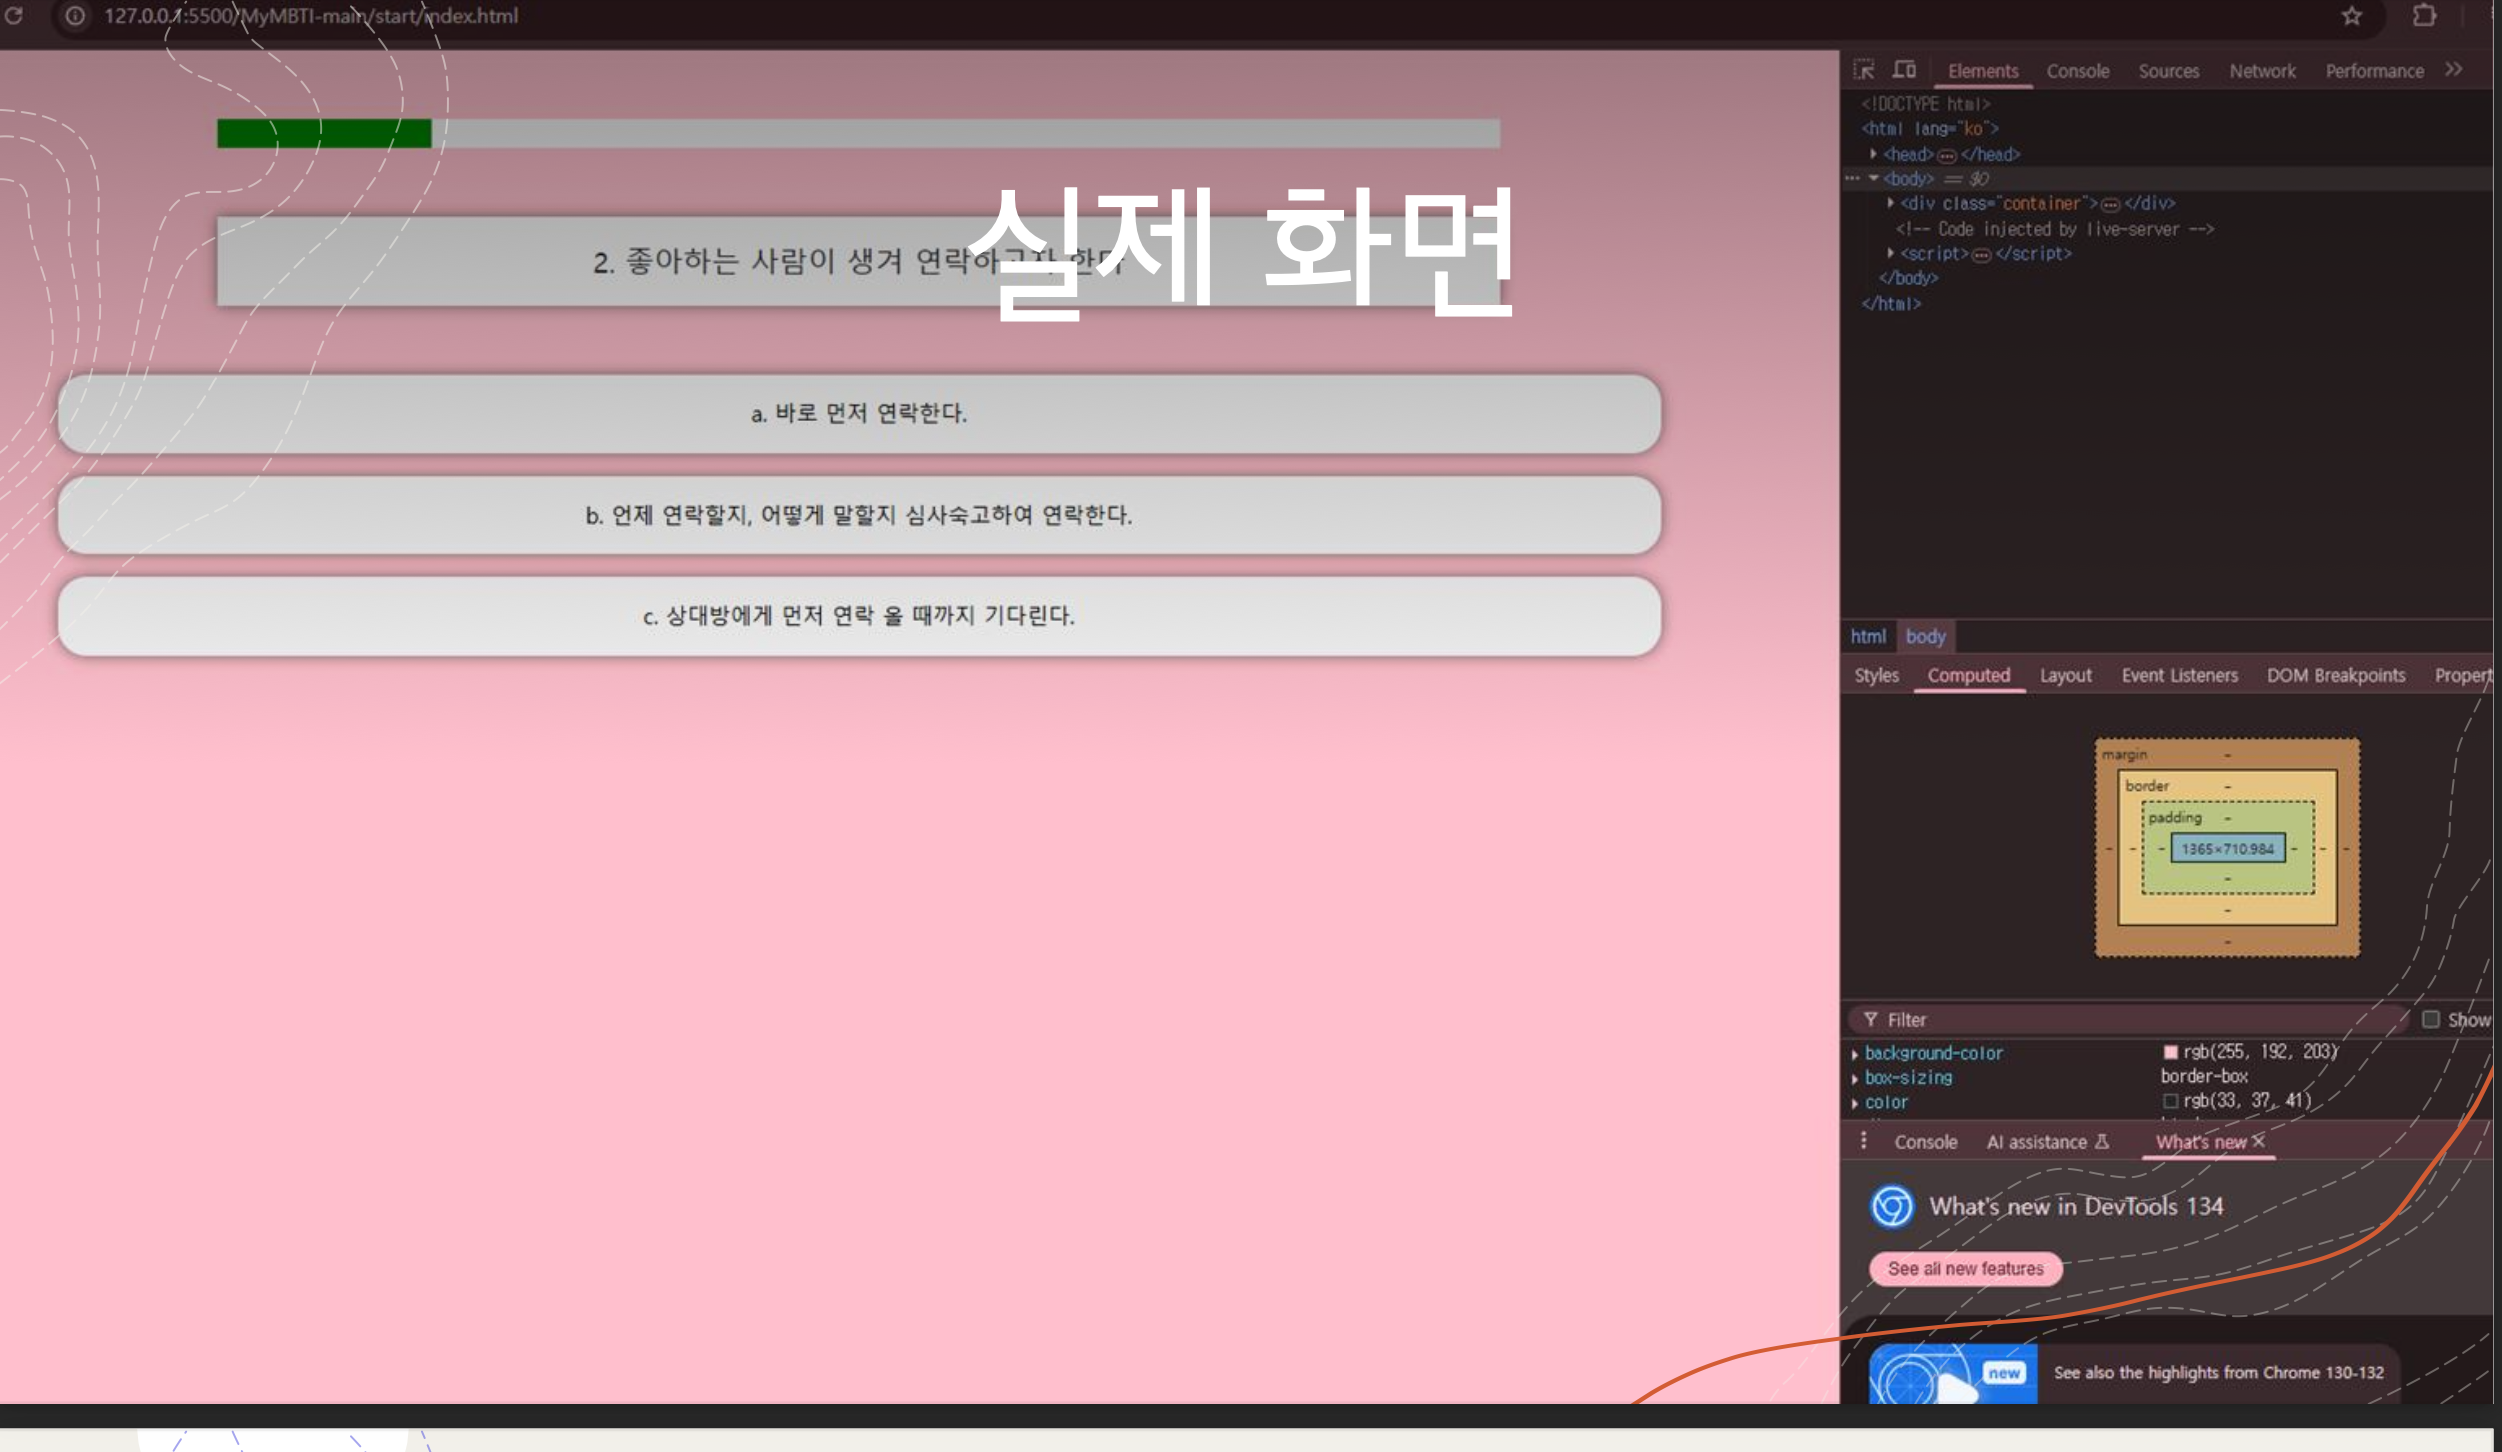 127.0.0.1:5500/MyMBTI-main/start/index.html
실제 화면
2. 좋아하는 사람이 생겨 연락하고자 한다
a. 바로 먼저 연락한다.
b. 언제 연락할지, 어떻게 말할지 심사숙고하여 연락한다.
c. 상대방에게 먼저 연락 올 때까지 기다린다.
Elements Console Sources Network Performance
<!DOCTYPE html>
<html lang="ko">
<head> </head>
<body> == $0
<div class="container"> </div>
<!-- Code injected by live-server -->
<script> </script>
</body>
</html>
html body
Styles Computed Layout Event Listeners DOM Breakpoints
margin -
border -
padding -
- - - 1365×710.984 - - -
-
-
-
Filter Show
background-color rgb(255, 192, 203)
box-sizing border-box
color rgb(33, 37, 41)
Console AI assistance What's new
What's new in DevTools 134
See all new features
new See also the highlights from Chrome 130-132